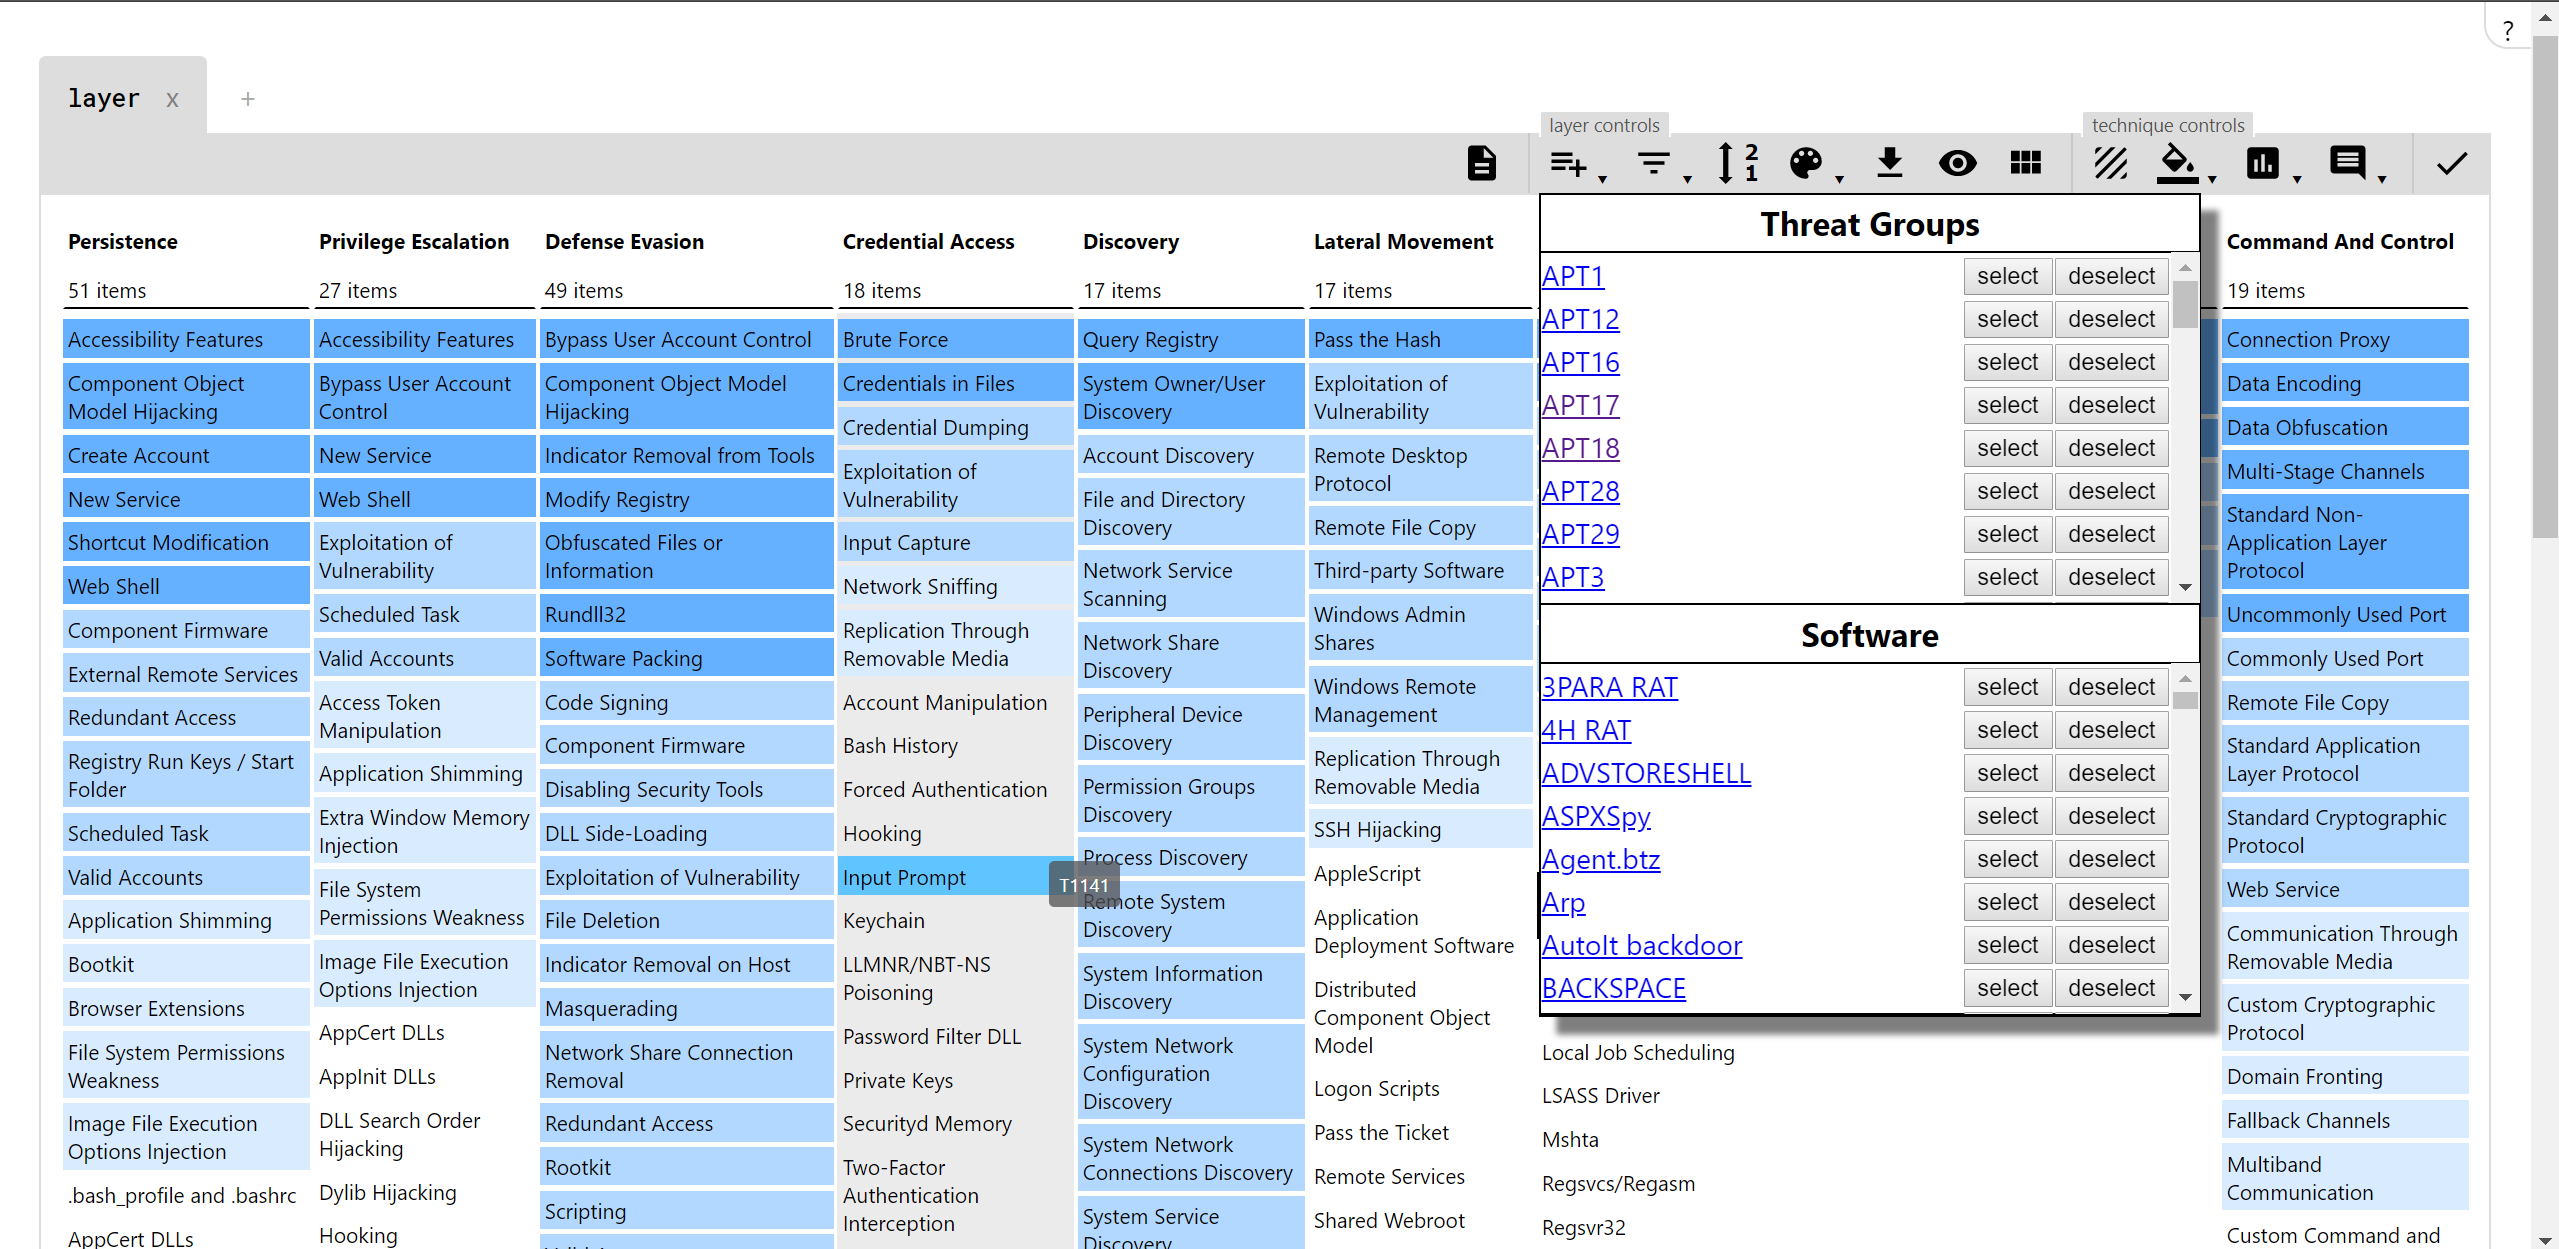 ?
layer x +
layer controls
technique controls
2
1
Persistence
51 items
Accessibility Features
Component Object
Model Hijacking
Create Account
New Service
Shortcut Modification
Web Shell
Component Firmware
External Remote Services
Redundant Access
Registry Run Keys / Start
Folder
Scheduled Task
Valid Accounts
Application Shimming
Bootkit
Browser Extensions
File System Permissions
Weakness
Image File Execution
Options Injection
.bash_profile and .bashrc
AppCert DLLs
Privilege Escalation
27 items
Accessibility Features
Bypass User Account
Control
New Service
Web Shell
Exploitation of
Vulnerability
Scheduled Task
Valid Accounts
Access Token
Manipulation
Application Shimming
Extra Window Memory
Injection
File System
Permissions Weakness
Image File Execution
Options Injection
AppCert DLLs
AppInit DLLs
DLL Search Order
Hijacking
Dylib Hijacking
Hooking
Defense Evasion
49 items
Bypass User Account Control
Component Object Model
Hijacking
Indicator Removal from Tools
Modify Registry
Obfuscated Files or
Information
Rundll32
Software Packing
Code Signing
Component Firmware
Disabling Security Tools
DLL Side-Loading
Exploitation of Vulnerability
File Deletion
Indicator Removal on Host
Masquerading
Network Share Connection
Removal
Redundant Access
Rootkit
Scripting
Credential Access
18 items
Brute Force
Credentials in Files
Credential Dumping
Exploitation of
Vulnerability
Input Capture
Network Sniffing
Replication Through
Removable Media
Account Manipulation
Bash History
Forced Authentication
Hooking
Input Prompt
T1141
Keychain
LLMNR/NBT-NS
Poisoning
Password Filter DLL
Private Keys
Securityd Memory
Two-Factor
Authentication
Interception
Discovery
17 items
Query Registry
System Owner/User
Discovery
Account Discovery
File and Directory
Discovery
Network Service
Scanning
Network Share
Discovery
Peripheral Device
Discovery
Permission Groups
Discovery
Process Discovery
Remote System
Discovery
System Information
Discovery
System Network
Configuration
Discovery
System Network
Connections Discovery
System Service
Discovery
Lateral Movement
17 items
Pass the Hash
Exploitation of
Vulnerability
Remote Desktop
Protocol
Remote File Copy
Third-party Software
Windows Admin
Shares
Windows Remote
Management
Replication Through
Removable Media
SSH Hijacking
AppleScript
Application
Deployment Software
Distributed
Component Object
Model
Logon Scripts
Pass the Ticket
Remote Services
Shared Webroot
Threat Groups
APT1 select deselect
APT12 select deselect
APT16 select deselect
APT17 select deselect
APT18 select deselect
APT28 select deselect
APT29 select deselect
APT3 select deselect
Software
3PARA RAT select deselect
4H RAT select deselect
ADVSTORESHELL select deselect
ASPXSpy select deselect
Agent.btz select deselect
Arp select deselect
AutoIt backdoor select deselect
BACKSPACE select deselect
Local Job Scheduling
LSASS Driver
Mshta
Regsvcs/Regasm
Regsvr32
Command And Control
19 items
Connection Proxy
Data Encoding
Data Obfuscation
Multi-Stage Channels
Standard Non-
Application Layer
Protocol
Uncommonly Used Port
Commonly Used Port
Remote File Copy
Standard Application
Layer Protocol
Standard Cryptographic
Protocol
Web Service
Communication Through
Removable Media
Custom Cryptographic
Protocol
Domain Fronting
Fallback Channels
Multiband
Communication
Custom Command and